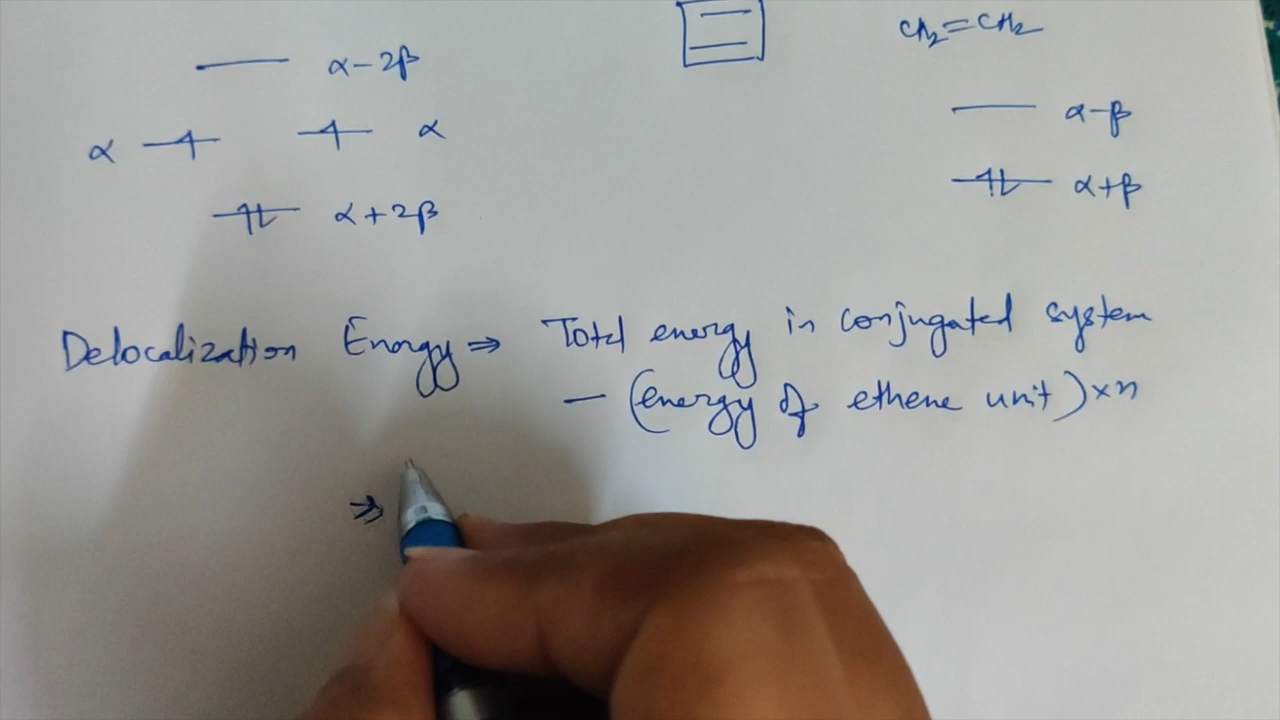 α-2β
CH2=CH2
α α
α-β
α+2β
α+β
Delocalization Energy ⇒ Total energy in conjugated system
- (energy of ethene unit)×n
⇒